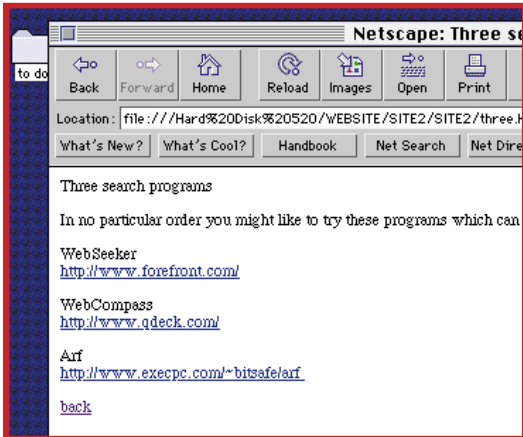 Netscape: Three se
to do
Back Forward Home Reload Images Open Print
Location: file:///Hard%20Disk%20520/WEBSITE/SITE2/SITE2/three.H
What's New? What's Cool? Handbook Net Search Net Dire
Three search programs
In no particular order you might like to try these programs which can
WebSeeker
http://www.forefront.com/
WebCompass
http://www.qdeck.com/
Arf
http://www.execpc.com/~bitsafe/arf
back